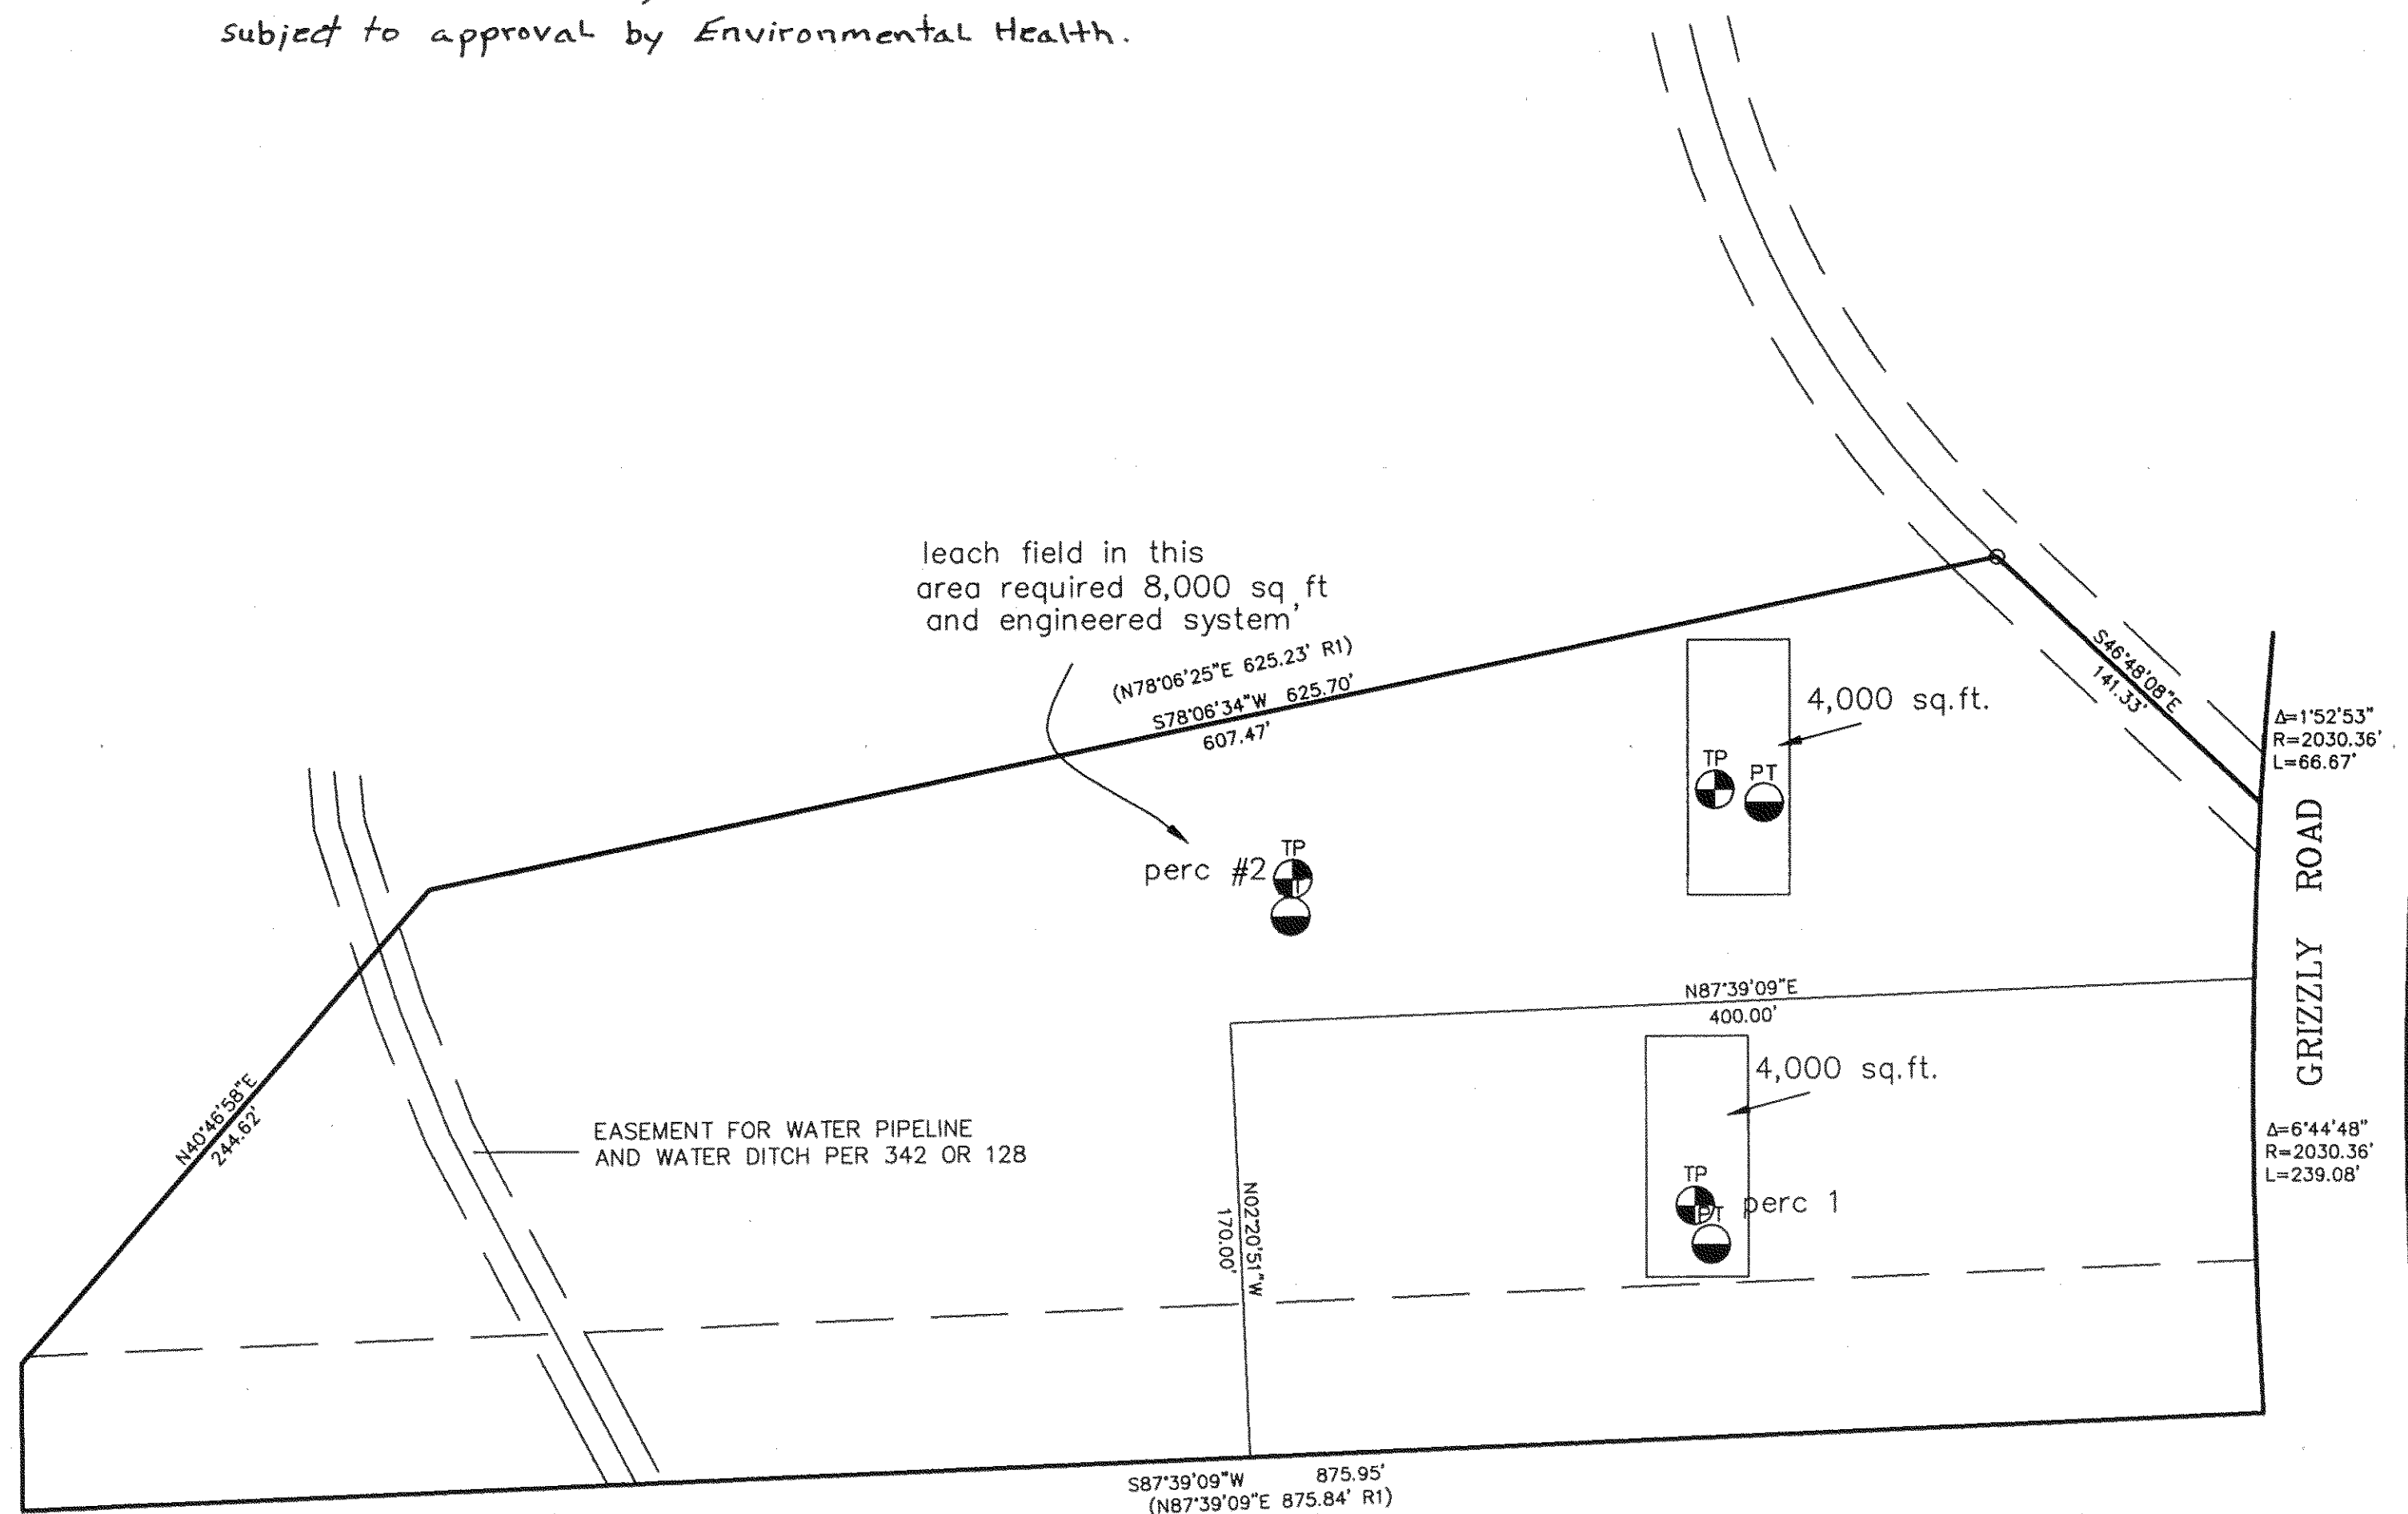 subject to approval by Environmental Health.
leach field in this
area required 8,000 sq ft,
and engineered system
(N78°06'25"E 625.23' R1)
S78°06'34"W 625.70'
607.47'
S46°48'08"E
141.33'
4,000 sq.ft.
Δ=1°52'53"
R=2030.36'
L=66.67'
TP
PT
GRIZZLY ROAD
perc #2
TP
N87°39'09"E
400.00'
4,000 sq.ft.
N40°46'58"E
244.62'
EASEMENT FOR WATER PIPELINE
AND WATER DITCH PER 342 OR 128
Δ=6°44'48"
R=2030.36'
L=239.08'
N02°20'51"W
170.00'
TP
PT
perc 1
S87°39'09"W 875.95'
(N87°39'09"E 875.84' R1)